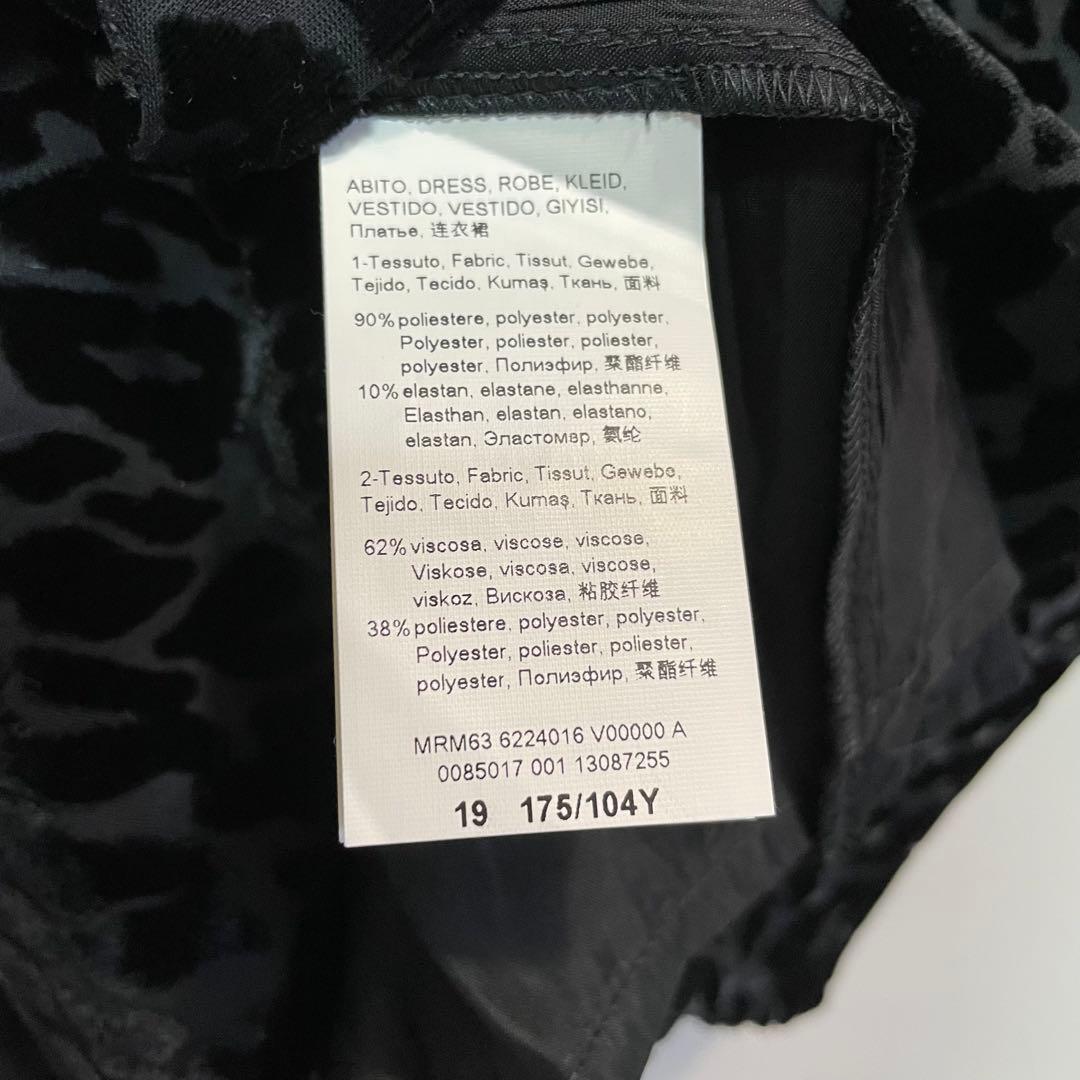 ABITO, DRESS, ROBE, KLEID,
VESTIDO, VESTIDO, GIYISI,
Платье, 连衣裙
1-Tessuto, Fabric, Tissut, Gewebe,
Tejido, Tecido, Kumaş, Ткань, 面料
90% poliestere, polyester, polyester,
Polyester, poliester, poliester,
polyester, Полиэфир, 聚酯纤维
10% elastan, elastane, elasthanne,
Elasthan, elastan, elastano,
elastan, Эластомар, 氨纶
2-Tessuto, Fabric, Tissut, Gewebe,
Tejido, Tecido, Kumaş, Ткань, 面料
62% viscosa, viscose, viscose,
Viskose, viscosa, viscose,
viskoz, Вискоза, 粘胶纤维
38% poliestere, polyester, polyester,
Polyester, poliester, poliester,
polyester, Полиэфир, 聚酯纤维
MRM63 6224016 V00000 A
0085017 001 13087255
19 175/104Y